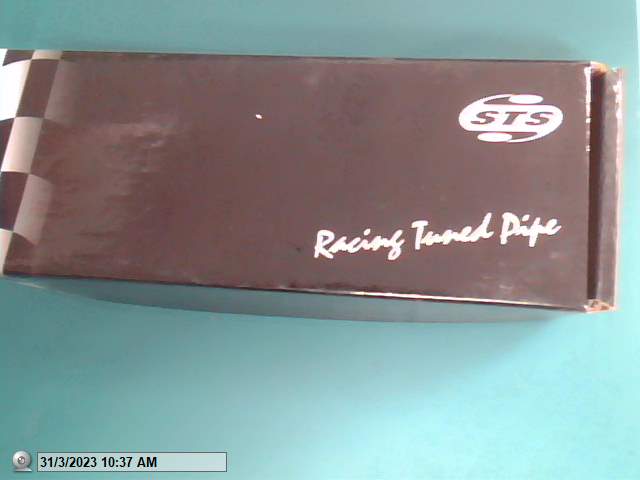 STS
Racing Tuned Pipe
31/3/2023 10:37 AM